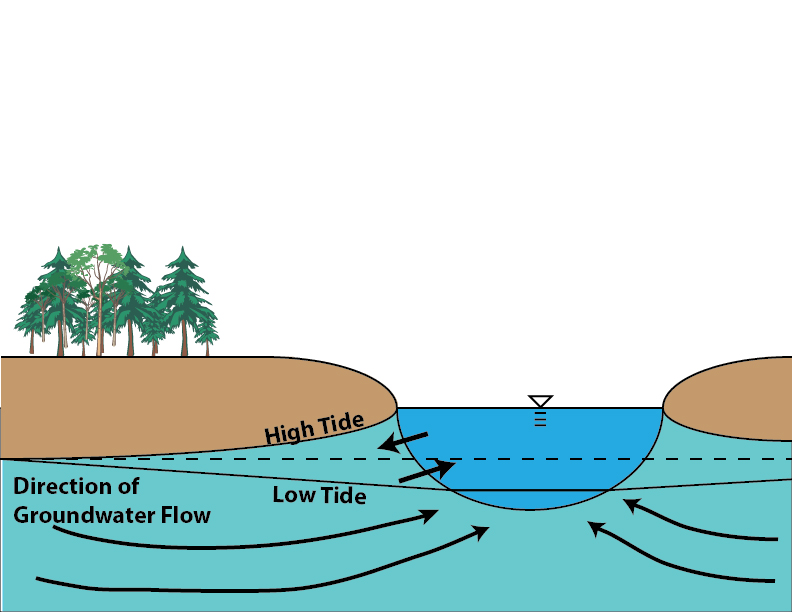 High Tide
Low Tide
Direction of
Groundwater Flow